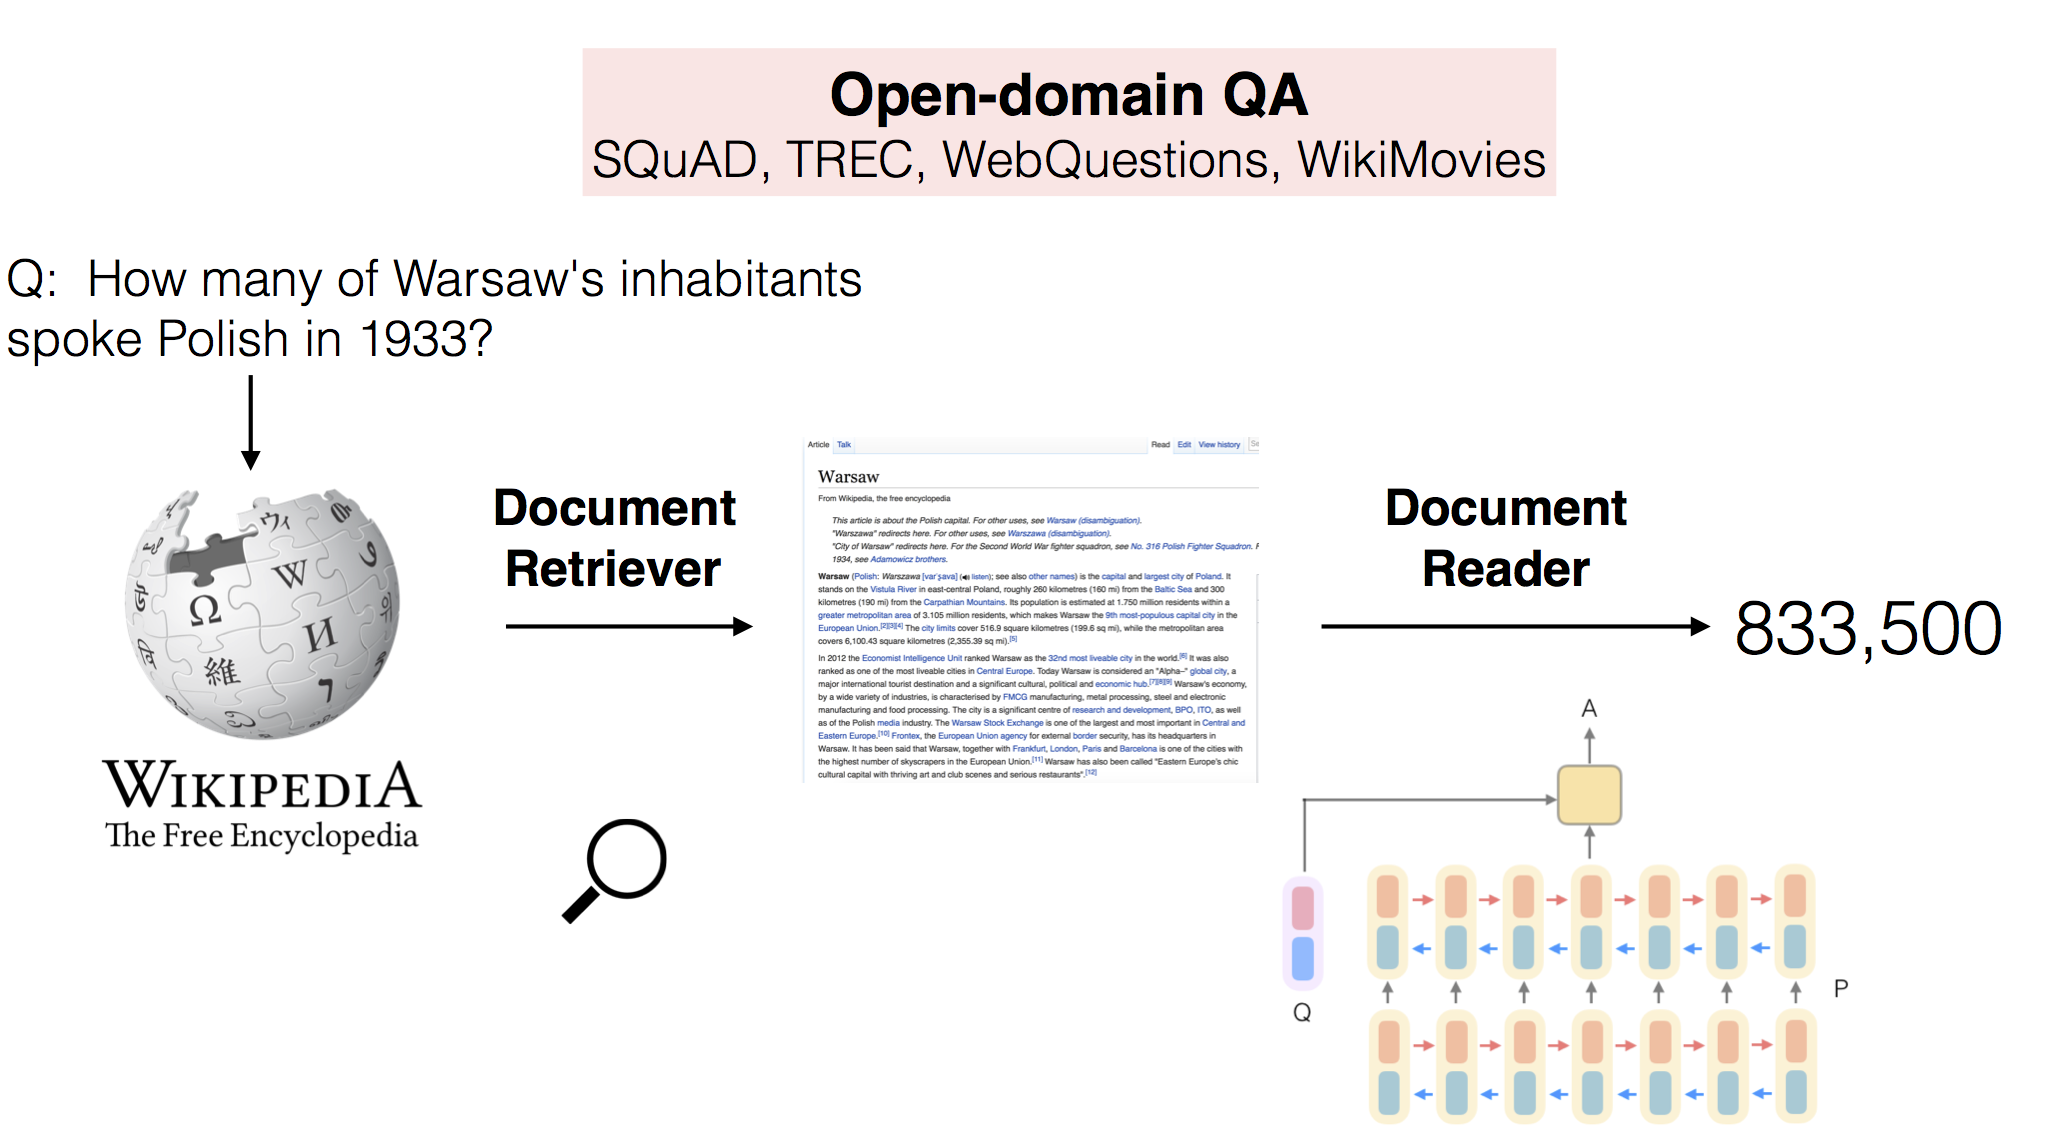 Open-domain QA
SQuAD, TREC, WebQuestions, WikiMovies
Q: How many of Warsaw's inhabitants
spoke Polish in 1933?
Document
Retriever
WIKIPEDIA
The Free Encyclopedia
Article Talk Read Edit View history
Warsaw
From Wikipedia, the free encyclopedia
This article is about the Polish capital. For other uses, see Warsaw (disambiguation).
"Warszawa" redirects here. For other uses, see Warszawa (disambiguation).
"City of Warsaw" redirects here. For the Second World War fighter squadron, see No. 316 Polish Fighter Squadron. F
1934, see Adamowicz brothers.
Warsaw (Polish: Warszawa [varˈʂava] (listen); see also other names) is the capital and largest city of Poland. It
stands on the Vistula River in east-central Poland, roughly 260 kilometres (160 mi) from the Baltic Sea and 300
kilometres (190 mi) from the Carpathian Mountains. Its population is estimated at 1.750 million residents within a
greater metropolitan area of 3.105 million residents, which makes Warsaw the 9th most-populous capital city in the
European Union.[2][3][4] The city limits cover 516.9 square kilometres (199.6 sq mi), while the metropolitan area
covers 6,100.43 square kilometres (2,355.39 sq mi).[5]
In 2012 the Economist Intelligence Unit ranked Warsaw as the 32nd most liveable city in the world.[6] It was also
ranked as one of the most liveable cities in Central Europe. Today Warsaw is considered an "Alpha–" global city, a
major international tourist destination and a significant cultural, political and economic hub.[7][8][9] Warsaw's economy,
by a wide variety of industries, is characterised by FMCG manufacturing, metal processing, steel and electronic
manufacturing and food processing. The city is a significant centre of research and development, BPO, ITO, as well
as of the Polish media industry. The Warsaw Stock Exchange is one of the largest and most important in Central and
Eastern Europe.[10] Frontex, the European Union agency for external border security, has its headquarters in
Warsaw. It has been said that Warsaw, together with Frankfurt, London, Paris and Barcelona is one of the cities with
the highest number of skyscrapers in the European Union.[11] Warsaw has also been called "Eastern Europe's chic
cultural capital with thriving art and club scenes and serious restaurants".[12]
Document
Reader
833,500
A
Q
P